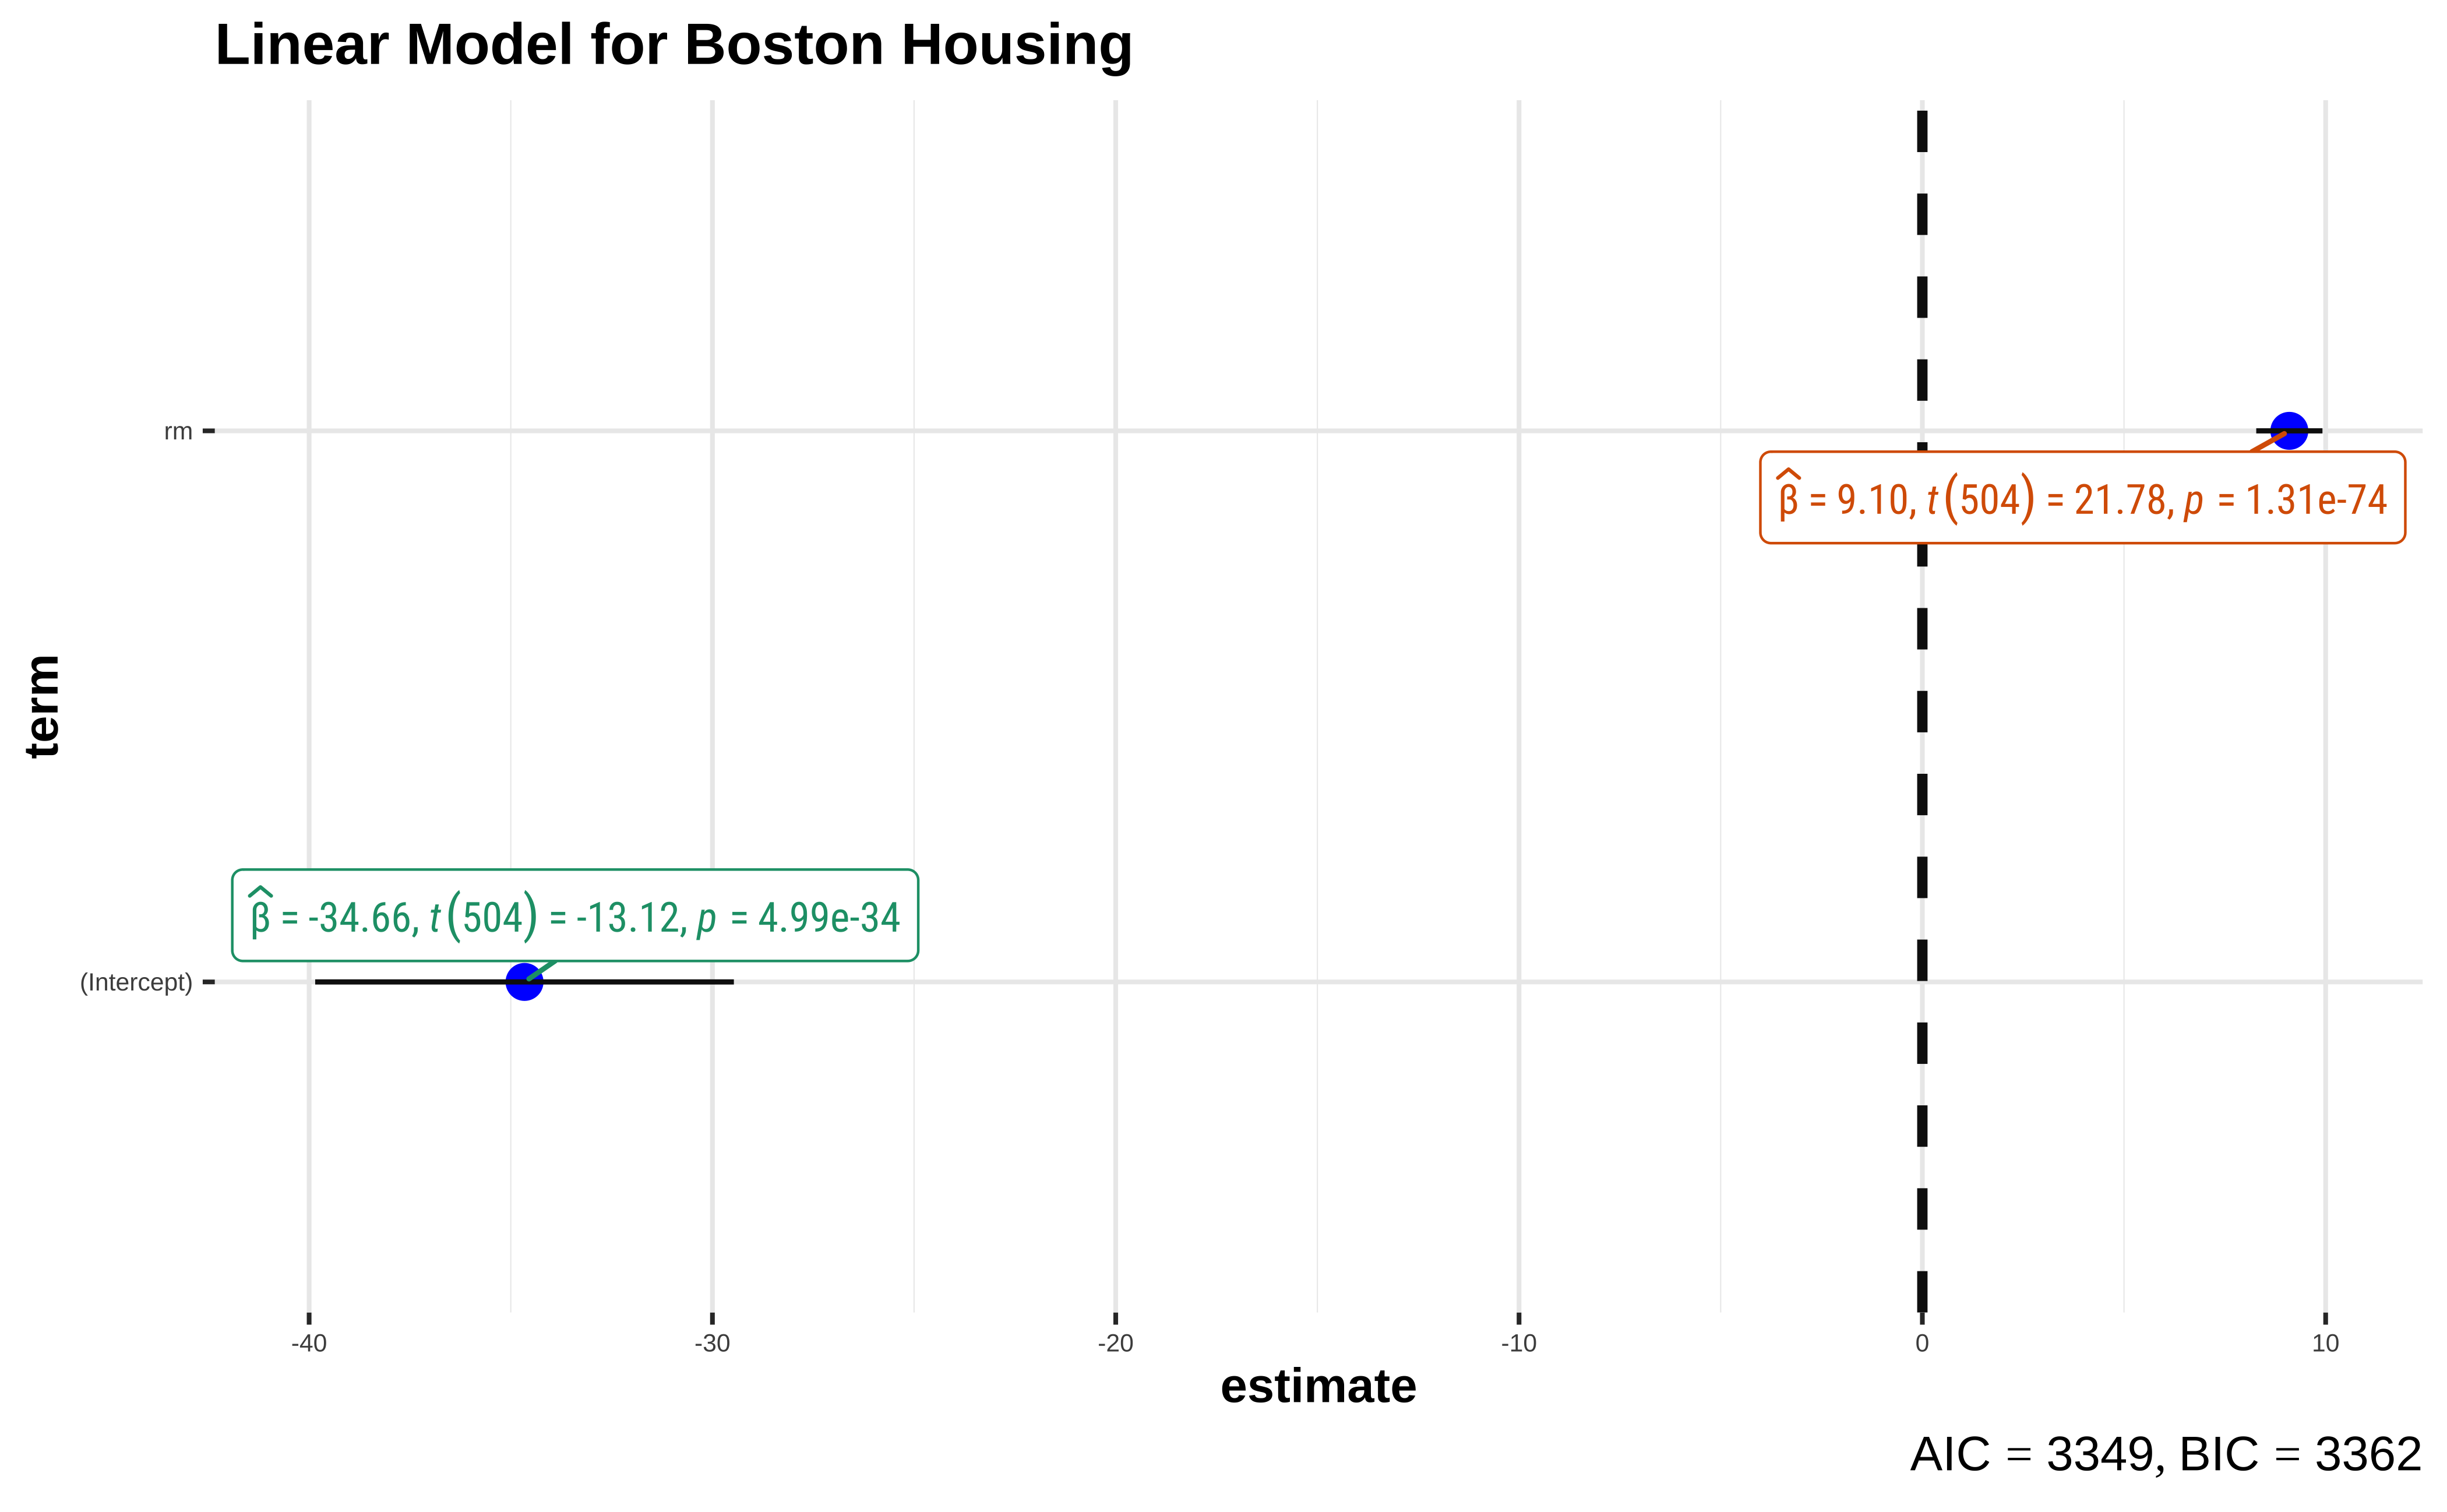 Linear Model for Boston Housing
term
rm
β̂ = 9.10, t(504) = 21.78, p = 1.31e-74
β̂ = -34.66, t(504) = -13.12, p = 4.99e-34
(Intercept)
-40 -30 -20 -10 0 10
estimate
AIC = 3349, BIC = 3362